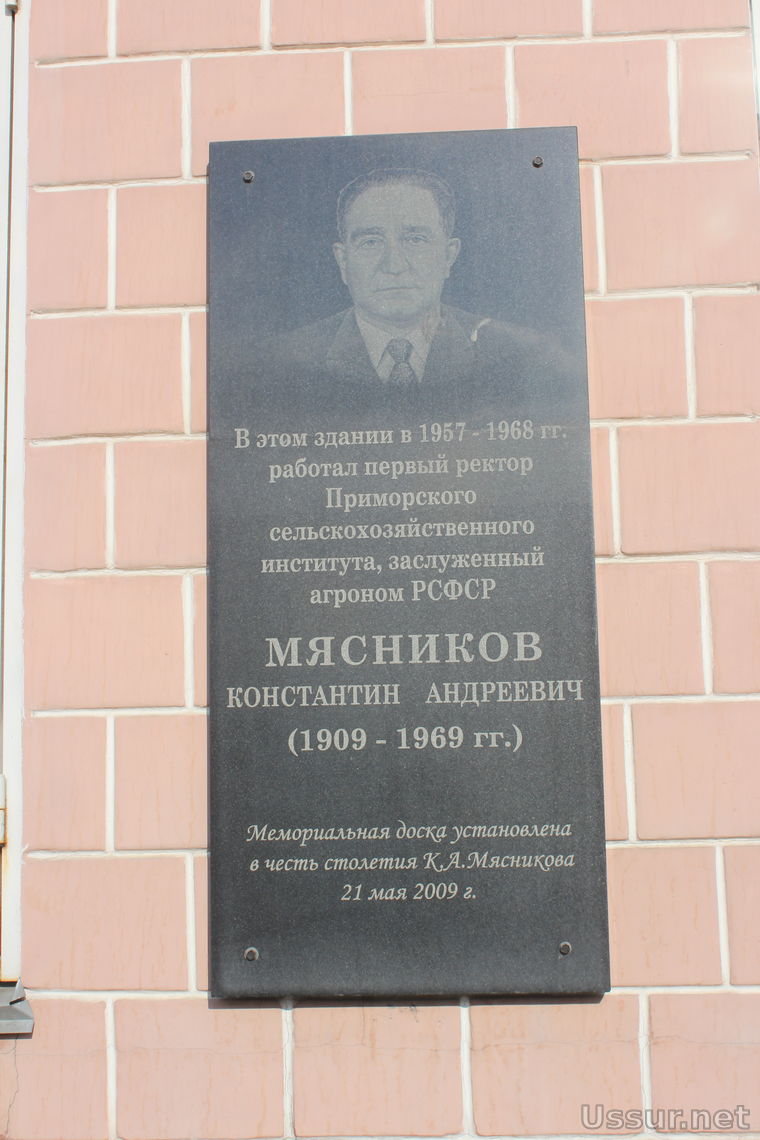 В этом здании в 1957 - 1968 гг.
работал первый ректор
Приморского
сельскохозяйственного
института, заслуженный
агроном РСФСР
МЯСНИКОВ
КОНСТАНТИН АНДРЕЕВИЧ
(1909 - 1969 гг.)
Мемориальная доска установлена
в честь столетия К.А.Мясникова
21 мая 2009 г.
Ussur.net